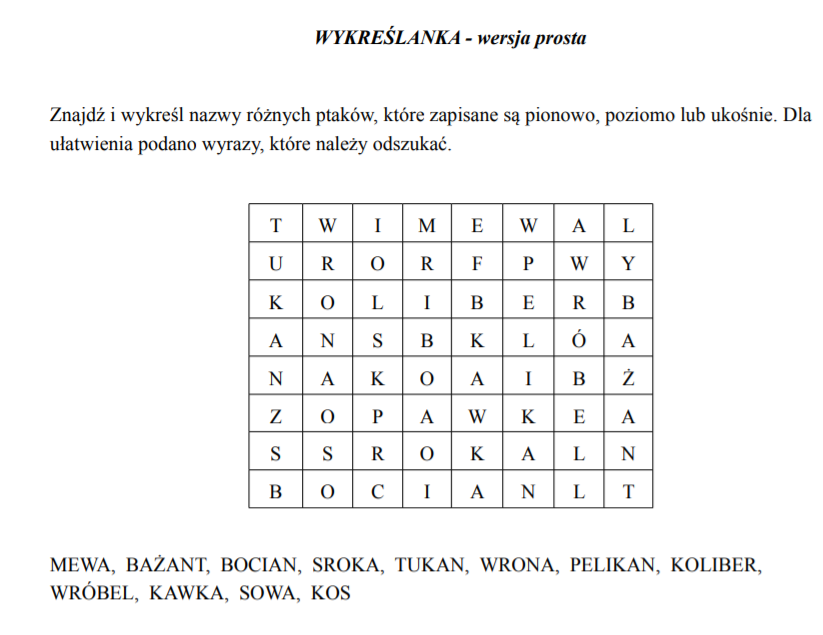 WYKREŚLANKA - wersja prosta
Znajdź i wykreśl nazwy różnych ptaków, które zapisane są pionowo, poziomo lub ukośnie. Dla
ułatwienia podano wyrazy, które należy odszukać.
T W I M E W A L
U R O R F P W Y
K O L I B E R B
A N S B K L Ó A
N A K O A I B Ż
Z O P A W K E A
S S R O K A L N
B O C I A N L T
MEWA, BAŻANT, BOCIAN, SROKA, TUKAN, WRONA, PELIKAN, KOLIBER,
WRÓBEL, KAWKA, SOWA, KOS